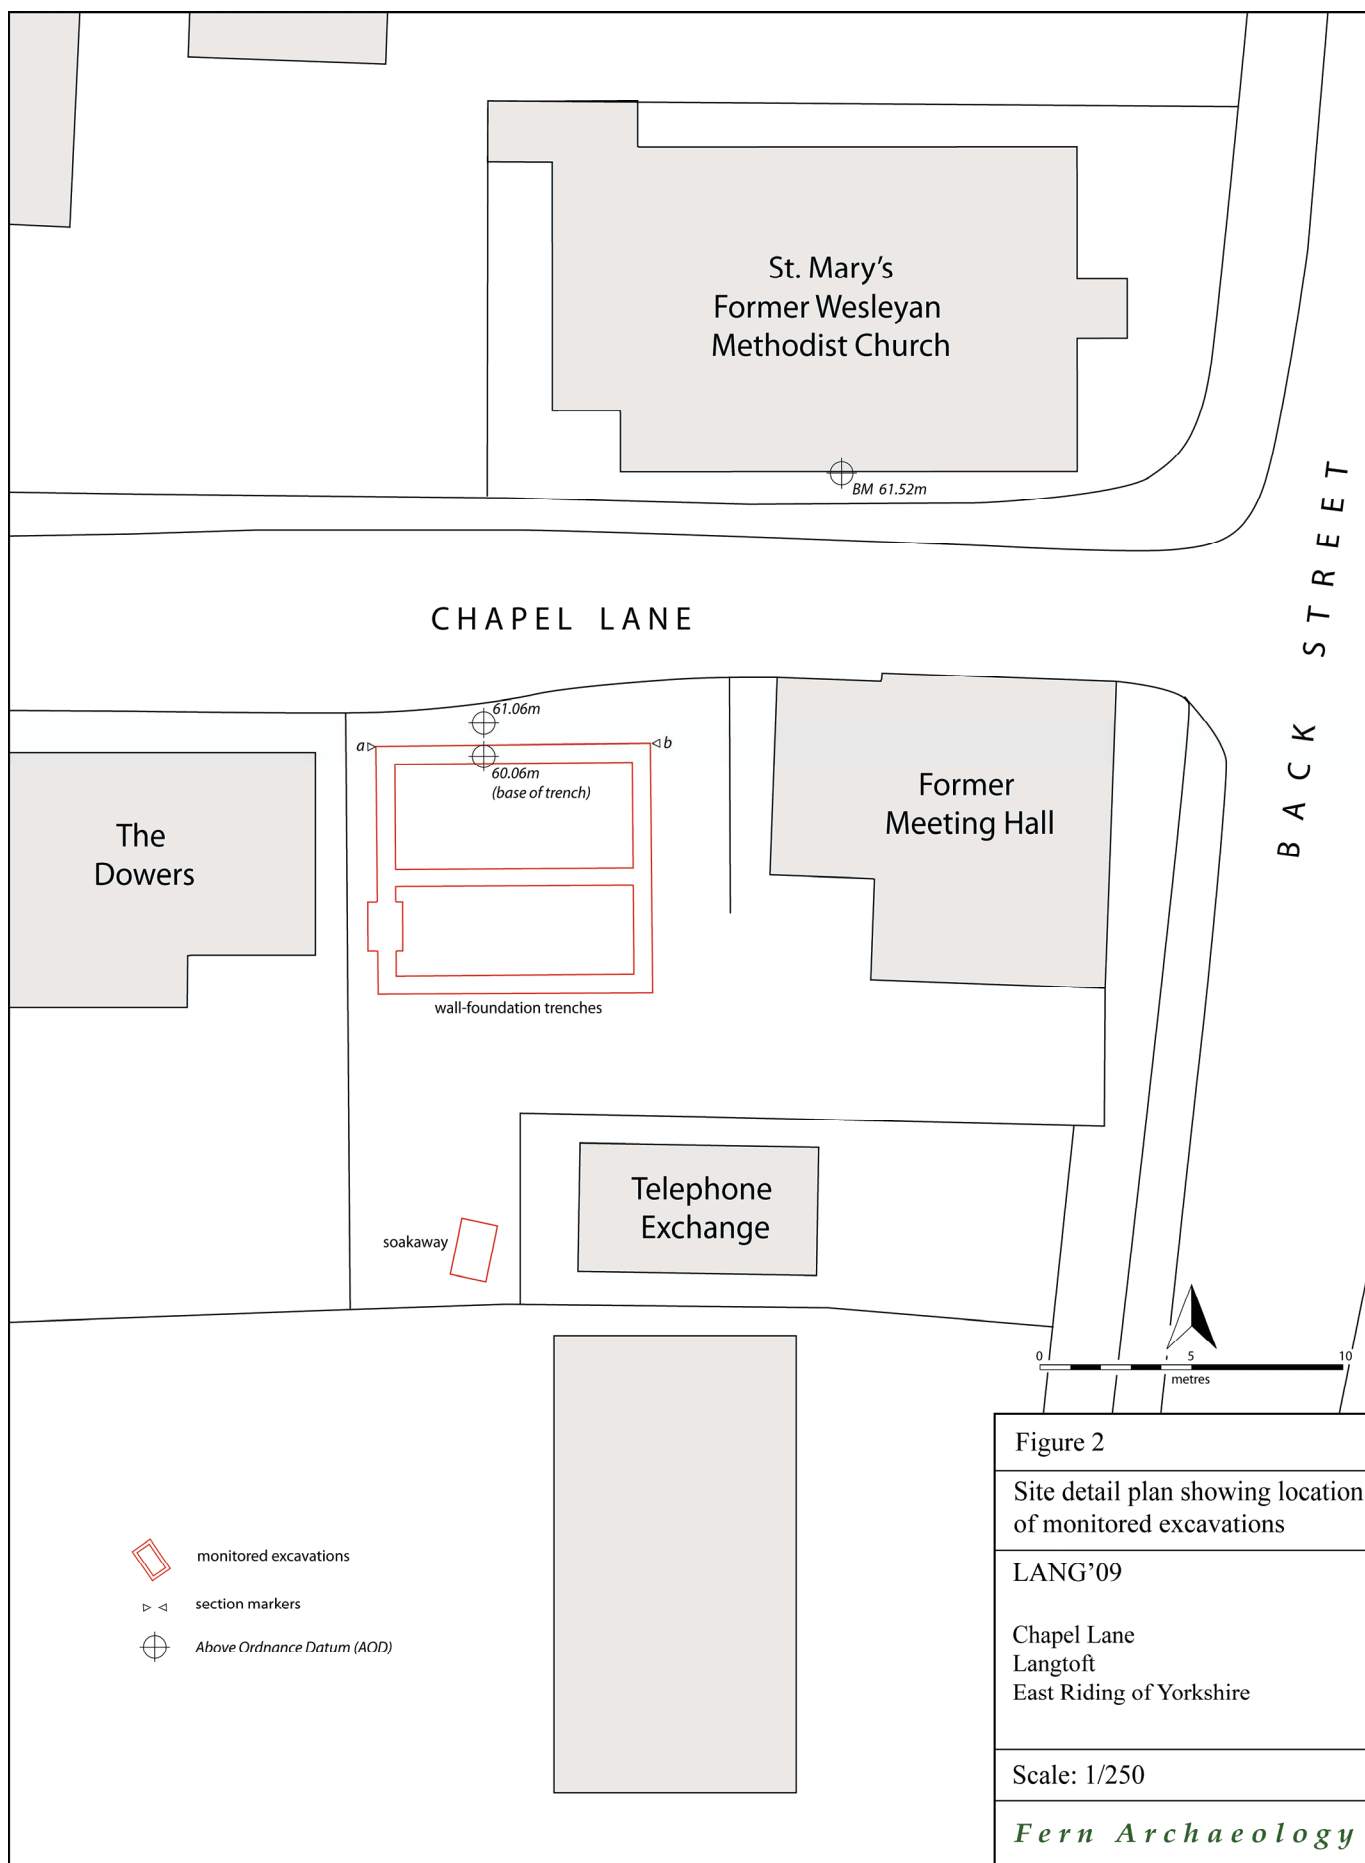 St. Mary’s
Former Wesleyan
Methodist Church
BM 61.52m
BACK STREET
CHAPEL LANE
61.06m
a
b
60.06m
(base of trench)
Former
Meeting Hall
The
Dowers
wall-foundation trenches
Telephone
Exchange
soakaway
0 5 10
metres
Figure 2
Site detail plan showing location
of monitored excavations
LANG’09
Chapel Lane
Langtoft
East Riding of Yorkshire
Scale: 1/250
Fern Archaeology
monitored excavations
section markers
Above Ordnance Datum (AOD)